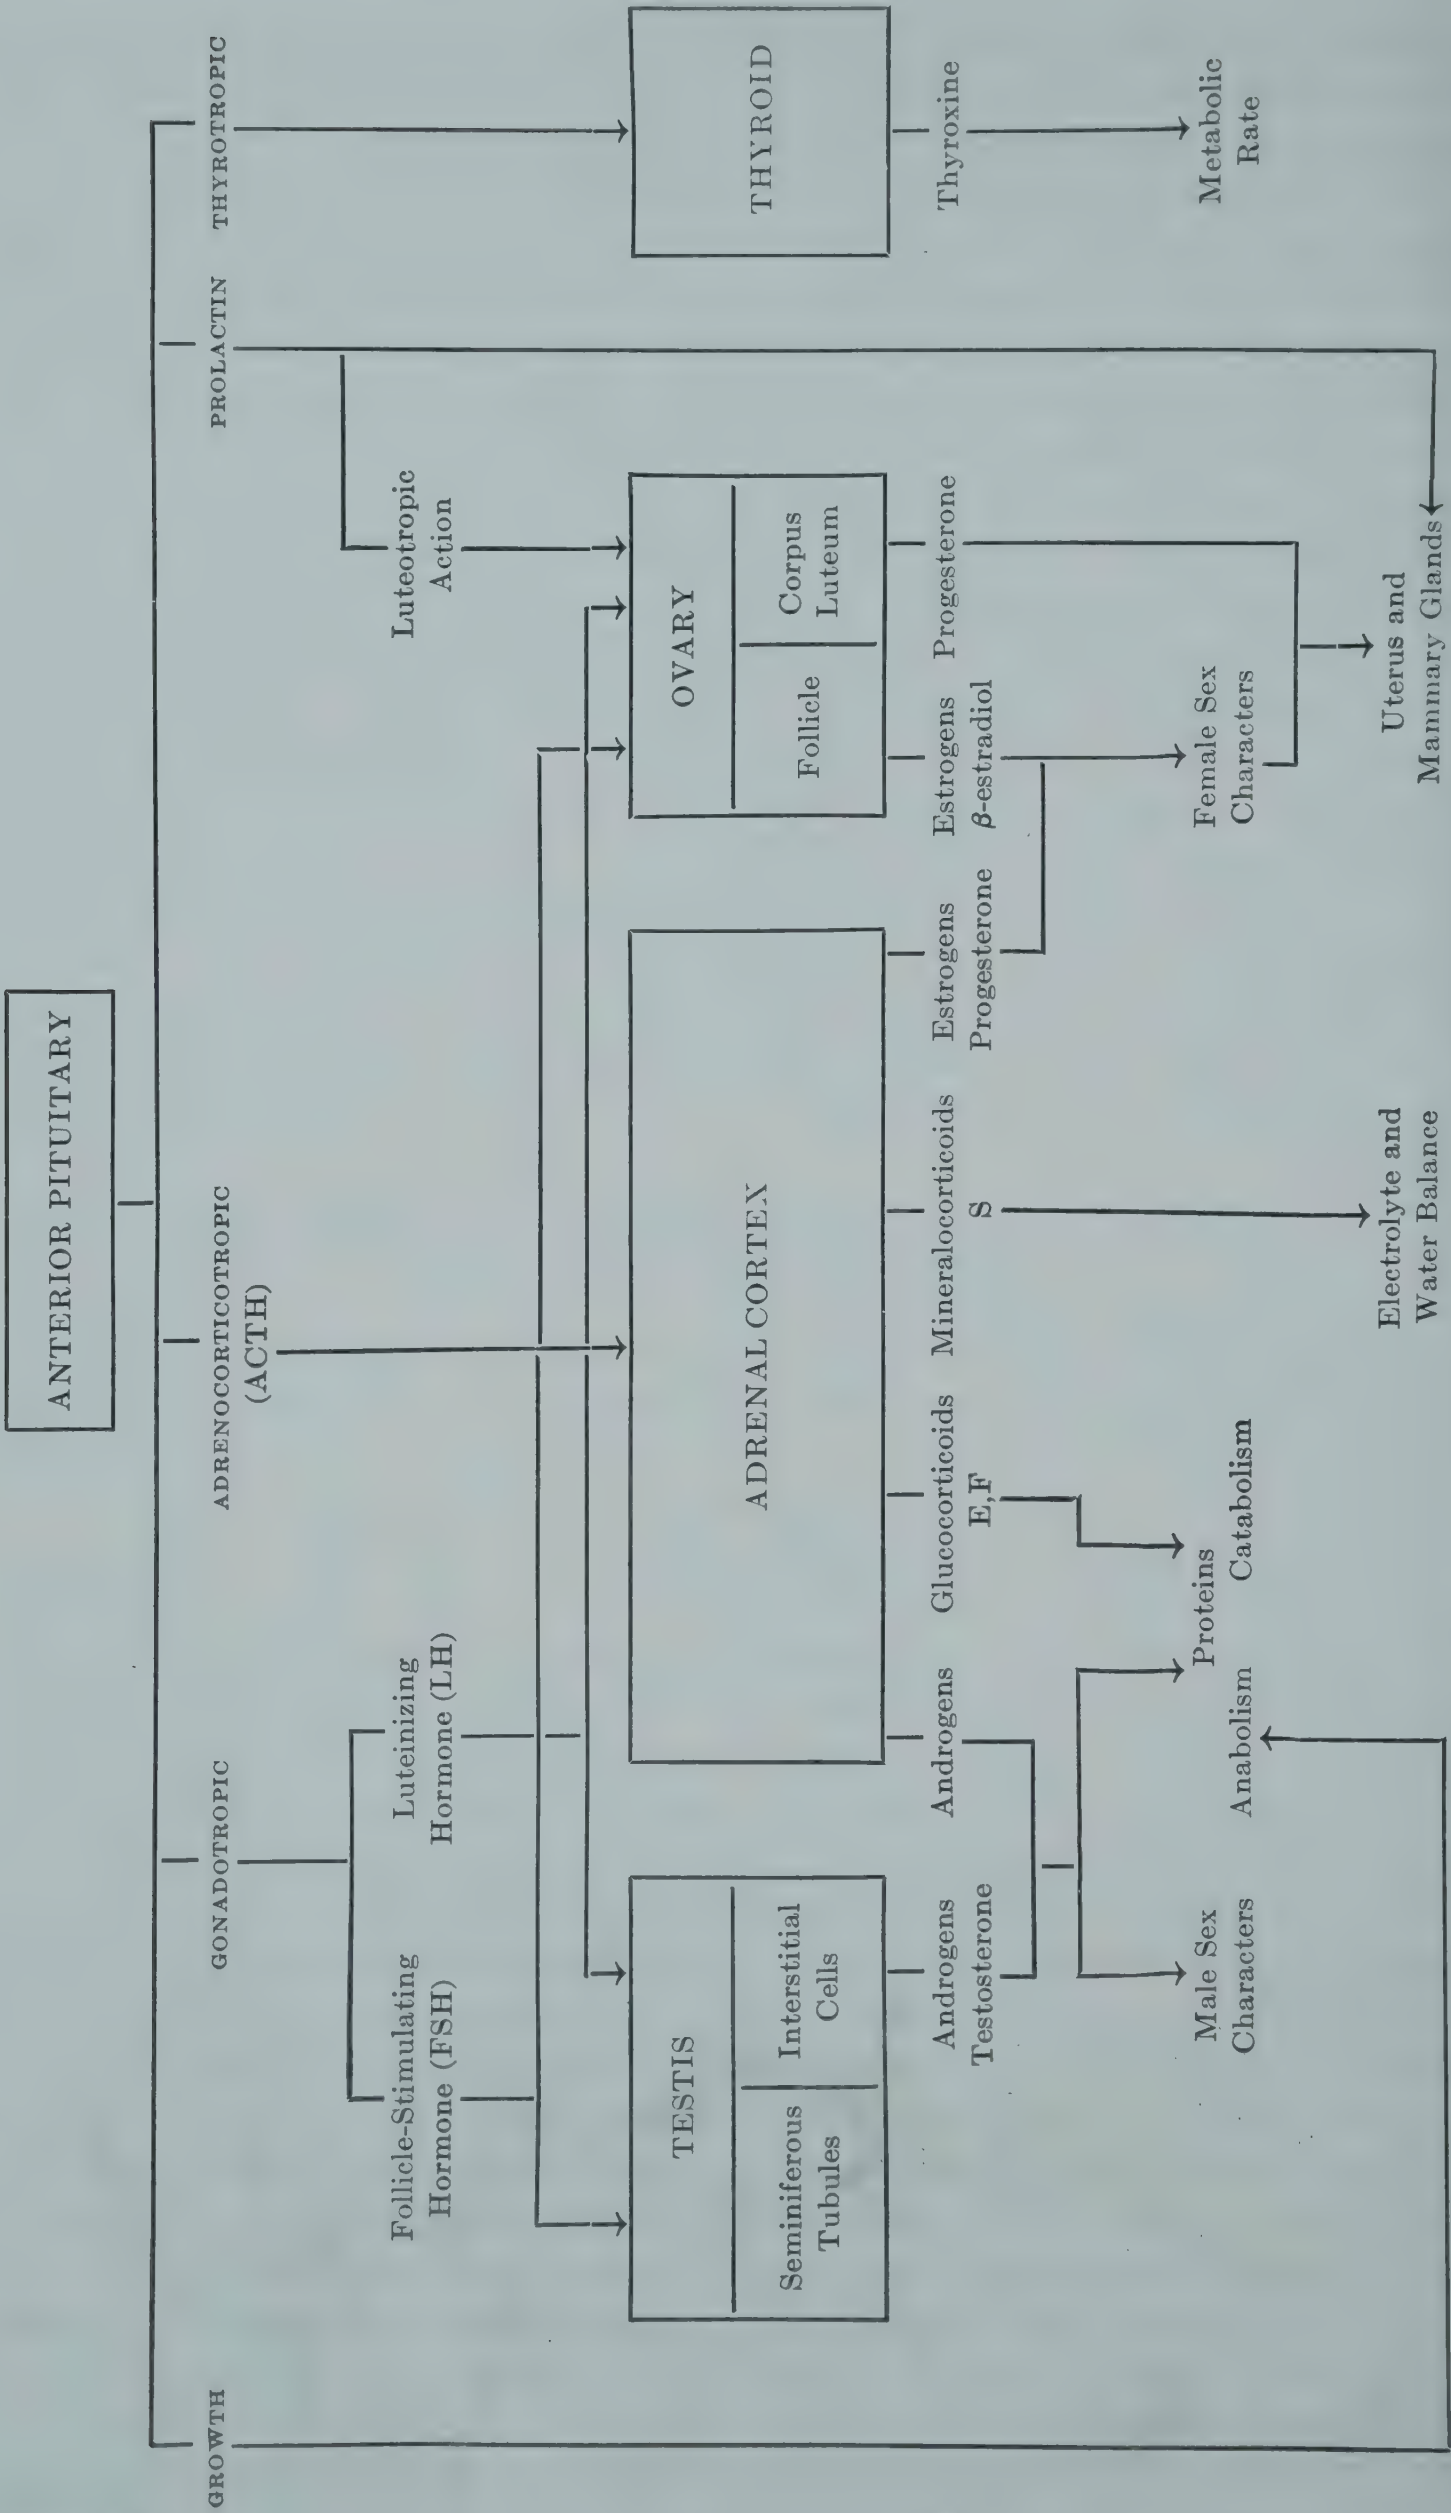 ANTERIOR PITUITARY
GROWTH
GONADOTROPIC
ADRENOCORTICOTROPIC
(ACTH)
PROLACTIN
THYROTROPIC
Follicle-Stimulating
Hormone (FSH)
Luteinizing
Hormone (LH)
Luteotropic
Action
TESTIS
Seminiferous
Tubules
Interstitial
Cells
ADRENAL CORTEX
OVARY
Follicle
Corpus
Luteum
THYROID
Androgens
Testosterone
Androgens
Glucocorticoids
E,F
Mineralocorticoids
S
Estrogens
Progesterone
Estrogens
β-estradiol
Progesterone
Thyroxine
Male Sex
Characters
Proteins
Anabolism Catabolism
Female Sex
Characters
Metabolic
Rate
Electrolyte and
Water Balance
Uterus and
Mammary Glands